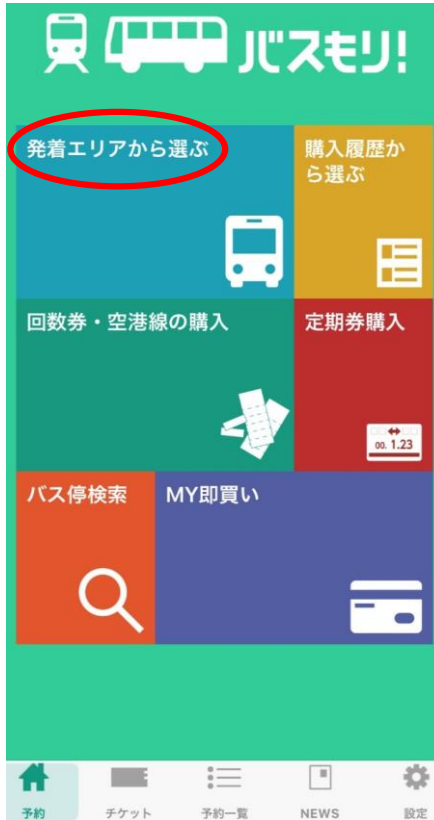 バスもり!
発着エリアから選ぶ
購入履歴か
ら選ぶ
回数券・空港線の購入
定期券購入
00. 1.23
バス停検索
MY即買い
予約
チケット
予約一覧
NEWS
設定